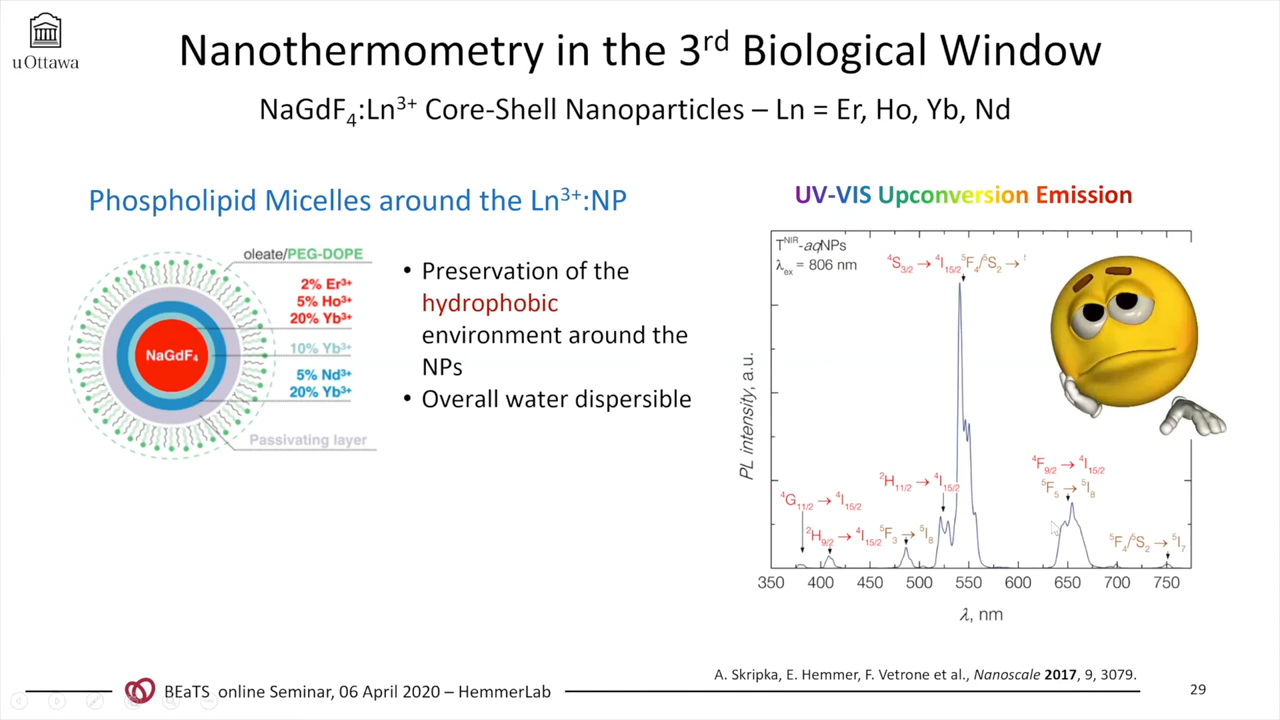 uOttawa
Nanothermometry in the 3rd Biological Window
NaGdF4:Ln3+ Core-Shell Nanoparticles – Ln = Er, Ho, Yb, Nd
Phospholipid Micelles around the Ln3+:NP
oleate/PEG-DOPE
2% Er3+
5% Ho3+
20% Yb3+
NaGdF4
10% Yb3+
5% Nd3+
20% Yb3+
Passivating layer
• Preservation of the
hydrophobic
environment around the
NPs
• Overall water dispersible
UV-VIS Upconversion Emission
TNIR-aqNPs
λex = 806 nm
4S3/2 → 4I15/2
5F4/5S2 →
4F9/2 → 4I15/2
5F5 → 5I8
2H11/2 → 4I15/2
4G11/2 → 4I15/2
2H9/2 → 4I15/2
5F3 → 5I8
5F4/5S2 → 5I7
PL intensity, a.u.
350 400 450 500 550 600 650 700 750
λ, nm
A. Skripka, E. Hemmer, F. Vetrone et al., Nanoscale 2017, 9, 3079.
BEaTS online Seminar, 06 April 2020 – HemmerLab
29